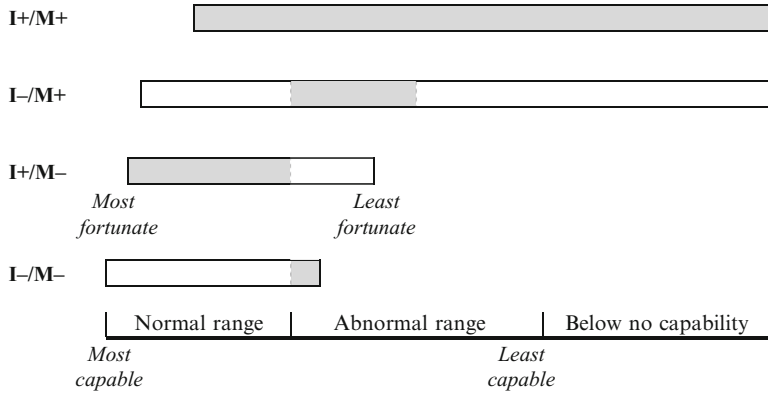 I+/M+
I–/M+
I+/M–
Most Least
fortunate fortunate
I–/M–
Normal range Abnormal range Below no capability
Most Least
capable capable